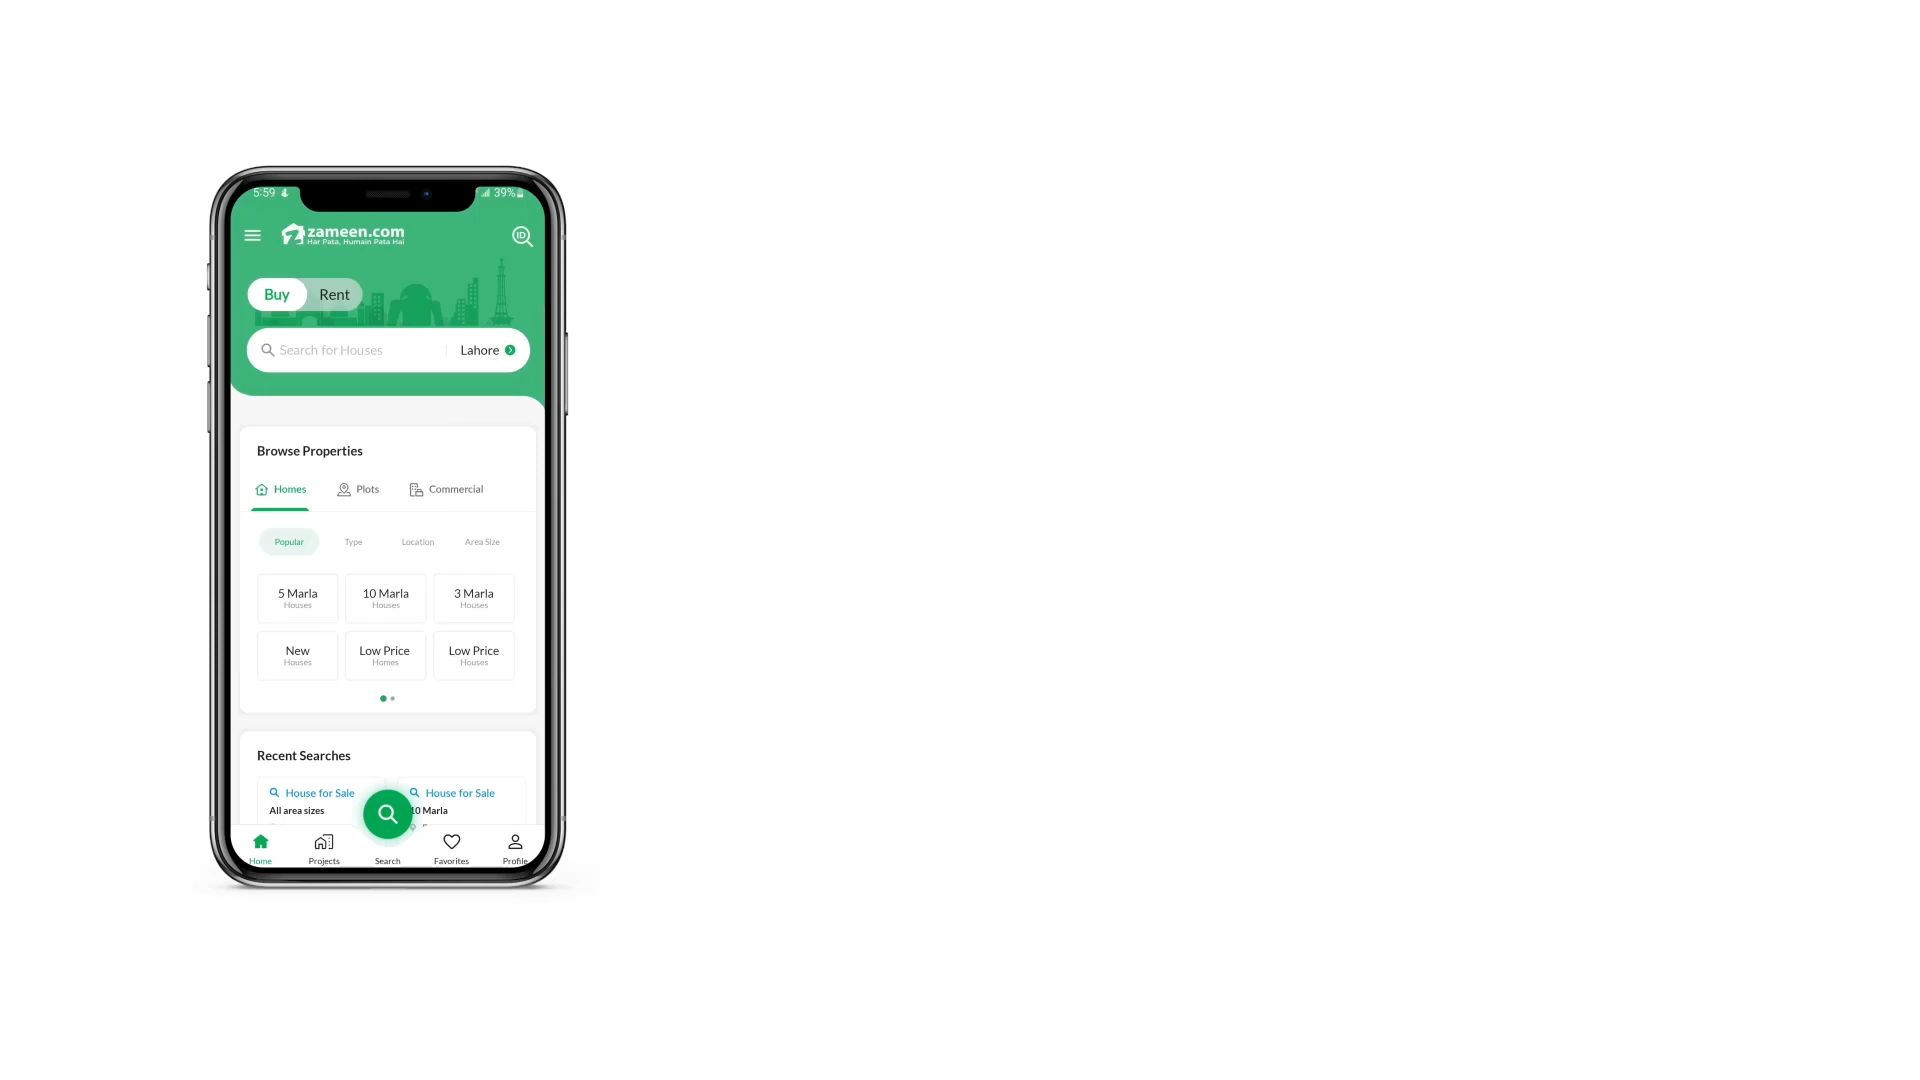 5:59
39%
zameen.com
Har Pata, Humain Pata Hai
ID
Buy
Rent
Search for Houses
Lahore
Browse Properties
Homes
Plots
Commercial
Popular
Type
Location
Area Size
5 Marla
Houses
10 Marla
Houses
3 Marla
Houses
New
Houses
Low Price
Homes
Low Price
Houses
Recent Searches
House for Sale
All area sizes
House for Sale
10 Marla
Home
Projects
Search
Favorites
Profile